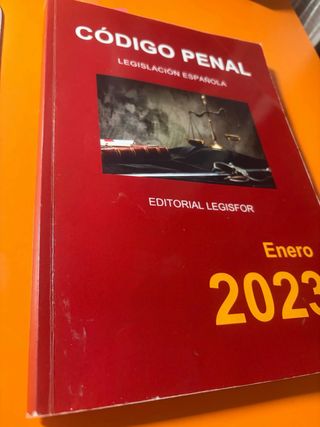 CÓDIGO PENAL
LEGISLACIÓN ESPAÑOLA
EDITORIAL LEGISFOR
Enero
2023